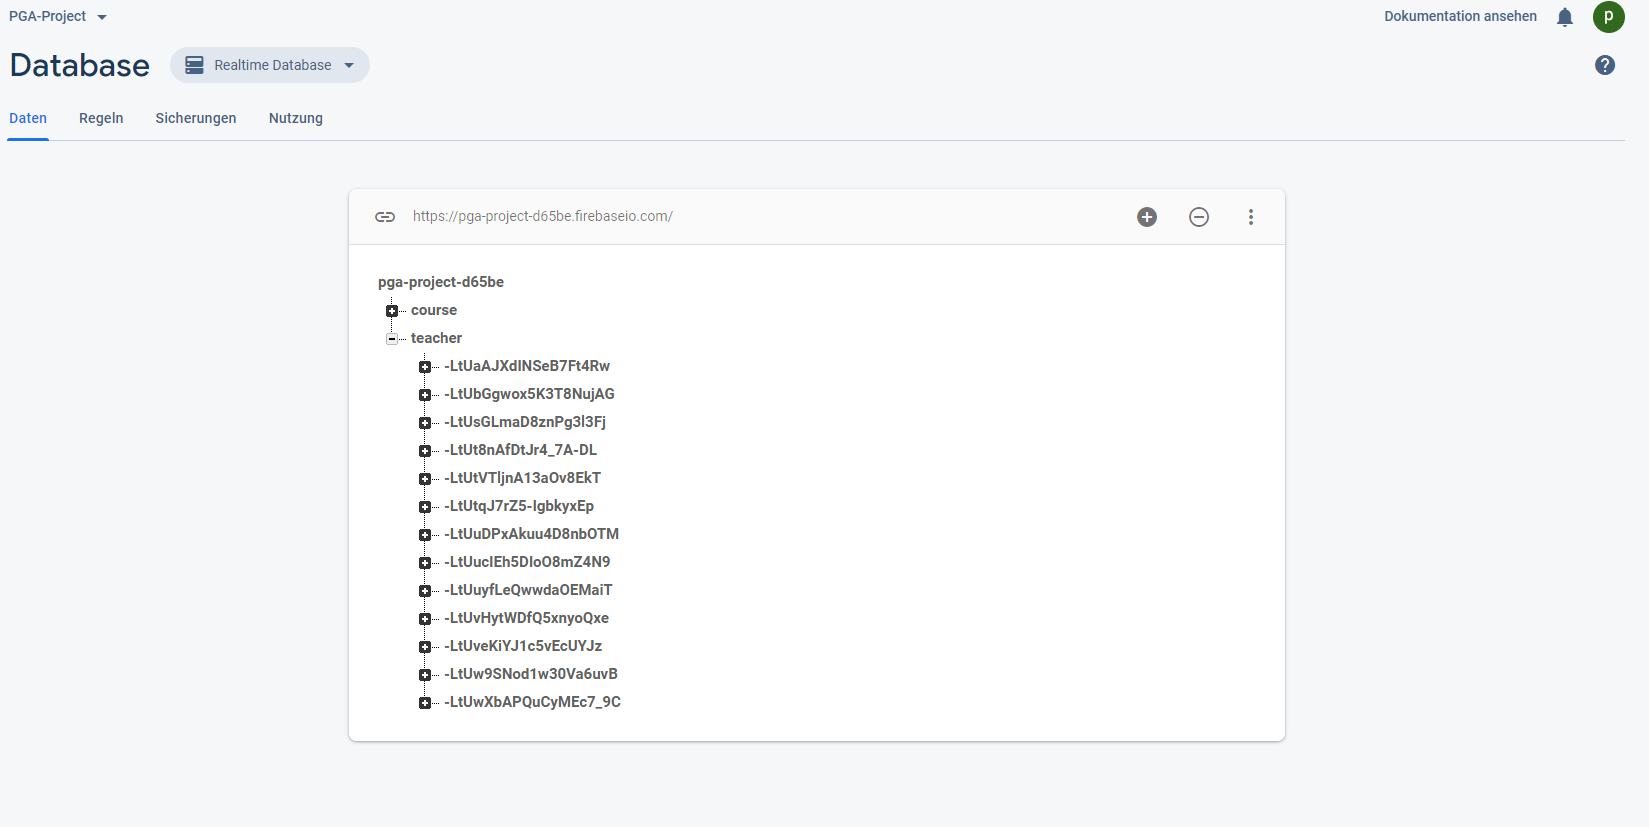 PGA-Project
Dokumentation ansehen
p
Database
Realtime Database
?
Daten Regeln Sicherungen Nutzung
https://pga-project-d65be.firebaseio.com/
pga-project-d65be
course
teacher
-LtUaAJXdINSeB7Ft4Rw
-LtUbGgwox5K3T8NujAG
-LtUsGLmaD8znPg3l3Fj
-LtUt8nAfDtJr4_7A-DL
-LtUtVTljnA13aOv8EkT
-LtUtqJ7rZ5-IgbkyxEp
-LtUuDPxAkuu4D8nbOTM
-LtUucIEh5DIoO8mZ4N9
-LtUuyfLeQwwdaOEMaiT
-LtUvHytWDfQ5xnyoQxe
-LtUveKiYJ1c5vEcUYJz
-LtUw9SNod1w30Va6uvB
-LtUwXbAPQuCyMEc7_9C